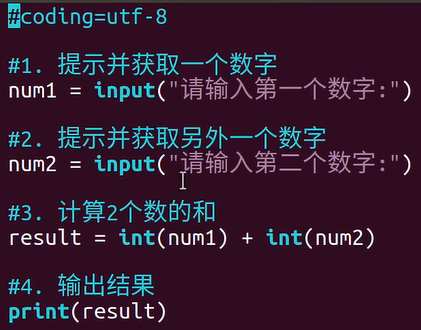 #coding=utf-8
#1. 提示并获取一个数字
num1 = input("请输入第一个数字:")
#2. 提示并获取另外一个数字
num2 = input("请输入第二个数字:")
#3. 计算2个数的和
result = int(num1) + int(num2)
#4. 输出结果
print(result)